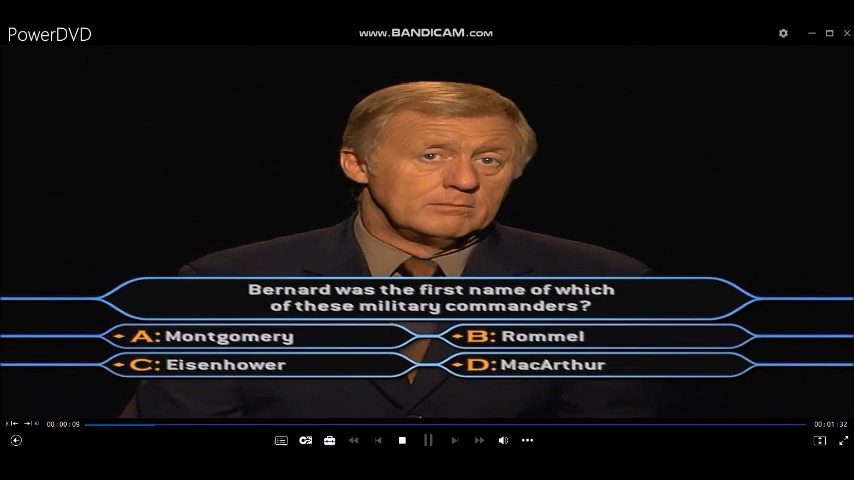 PowerDVD
www.BANDICAM.com
Bernard was the first name of which
of these military commanders?
A: Montgomery
B: Rommel
C: Eisenhower
D: MacArthur
00:00:09
00:01:32